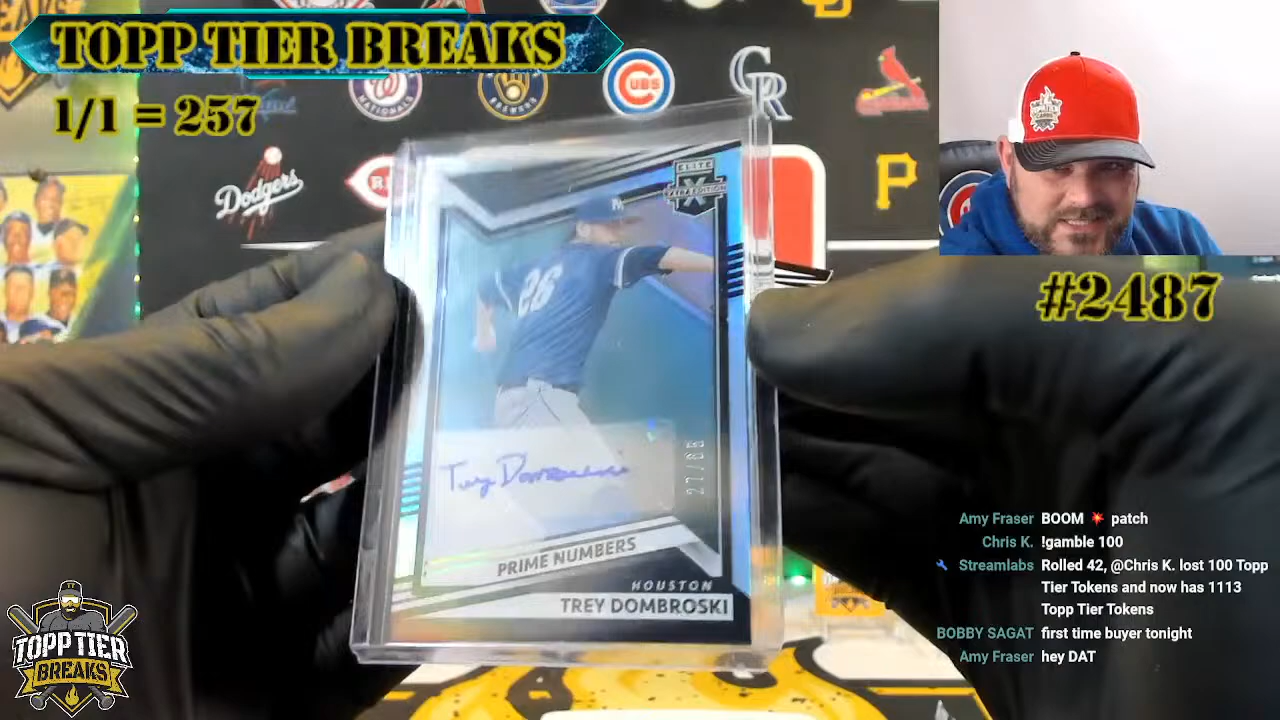 TOPP TIER BREAKS
1/1 = 257
NATIONALS
BREWERS
CUBS
CR
Dodgers
P
ELITE
X
EXTRA EDITION
26
#2487
Trey Dombroski
PRIME NUMBERS
HOUSTON
TREY DOMBROSKI
Amy Fraser BOOM 💥 patch
Chris K. !gamble 100
Streamlabs Rolled 42, @Chris K. lost 100 Topp
Tier Tokens and now has 1113
Topp Tier Tokens
BOBBY SAGAT first time buyer tonight
Amy Fraser hey DAT
TT
TOPP TIER
BREAKS